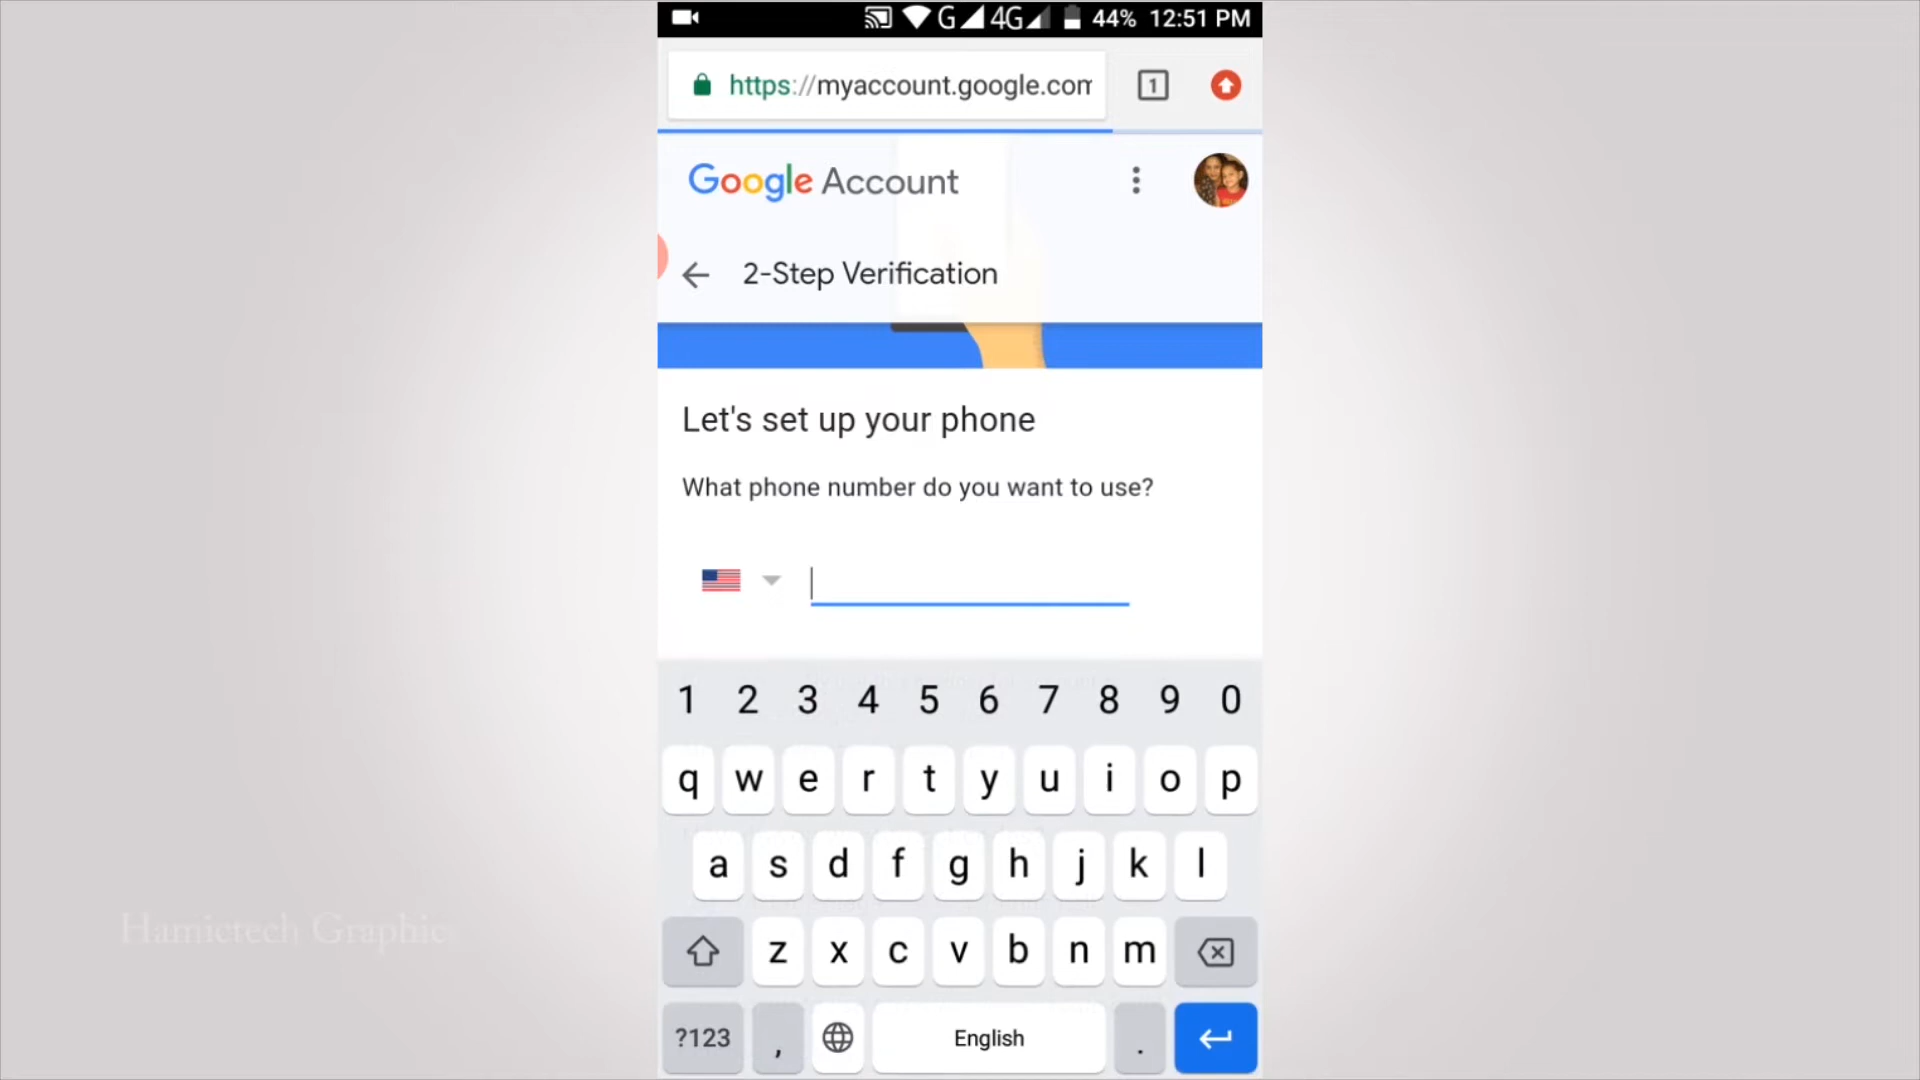 G 4G 44% 12:51 PM
https://myaccount.google.com
1
Google Account
2-Step Verification
Let's set up your phone
What phone number do you want to use?
1 2 3 4 5 6 7 8 9 0
q w e r t y u i o p
a s d f g h j k l
z x c v b n m
?123 , English .
Hamictech Graphic